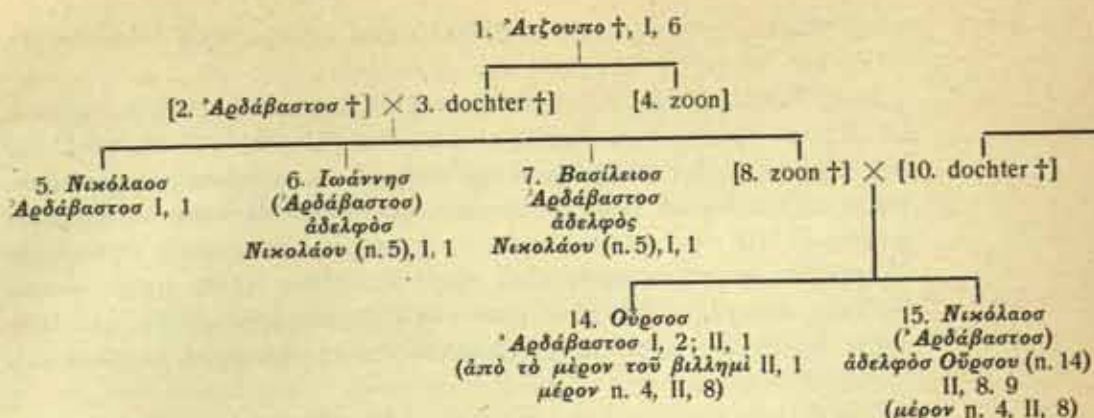 1. Ἀτζουπο †, I, 6
[2. Ἀρδάβαστοσ †] × 3. dochter †] [4. zoon]
5. Νικόλαοσ
Ἀρδάβαστοσ I, 1
6. Ιωάννησ
(Ἀρδάβαστοσ)
ἀδελφὸσ
Νικολάου (n. 5), I, 1
7. Βασίλειοσ
Ἀρδάβαστοσ
ἀδελφὸς
Νικολάου (n. 5), I, 1
[8. zoon †] × [10. dochter †]
14. Οὖρσοσ
Ἀρδάβαστοσ I, 2; II, 1
(ἀπὸ τὸ μὲρον τοῦ βιλλημὶ II, 1
μέρον n. 4, II, 8)
15. Νικόλαοσ
(Ἀρδάβαστοσ)
ἀδελφὸσ Οὔρσου (n. 14)
II, 8. 9
(μέρον n. 4, II, 8)